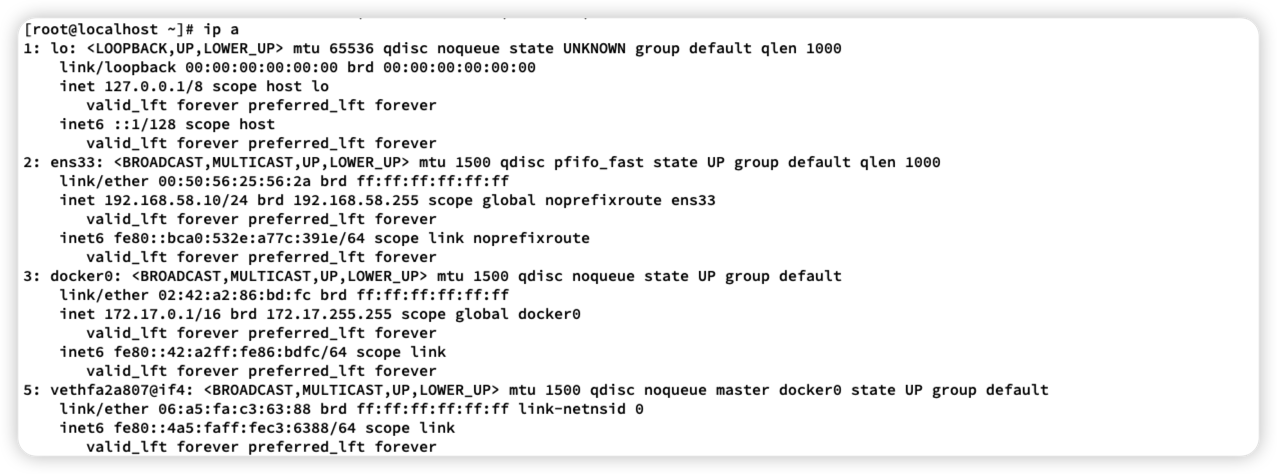 [root@localhost ~]# ip a
1: lo: <LOOPBACK,UP,LOWER_UP> mtu 65536 qdisc noqueue state UNKNOWN group default qlen 1000
    link/loopback 00:00:00:00:00:00 brd 00:00:00:00:00:00
    inet 127.0.0.1/8 scope host lo
       valid_lft forever preferred_lft forever
    inet6 ::1/128 scope host
       valid_lft forever preferred_lft forever
2: ens33: <BROADCAST,MULTICAST,UP,LOWER_UP> mtu 1500 qdisc pfifo_fast state UP group default qlen 1000
    link/ether 00:50:56:25:56:2a brd ff:ff:ff:ff:ff:ff
    inet 192.168.58.10/24 brd 192.168.58.255 scope global noprefixroute ens33
       valid_lft forever preferred_lft forever
    inet6 fe80::bca0:532e:a77c:391e/64 scope link noprefixroute
       valid_lft forever preferred_lft forever
3: docker0: <BROADCAST,MULTICAST,UP,LOWER_UP> mtu 1500 qdisc noqueue state UP group default
    link/ether 02:42:a2:86:bd:fc brd ff:ff:ff:ff:ff:ff
    inet 172.17.0.1/16 brd 172.17.255.255 scope global docker0
       valid_lft forever preferred_lft forever
    inet6 fe80::42:a2ff:fe86:bdfc/64 scope link
       valid_lft forever preferred_lft forever
5: vethfa2a807@if4: <BROADCAST,MULTICAST,UP,LOWER_UP> mtu 1500 qdisc noqueue master docker0 state UP group default
    link/ether 06:a5:fa:c3:63:88 brd ff:ff:ff:ff:ff:ff link-netnsid 0
    inet6 fe80::4a5:faff:fec3:6388/64 scope link
       valid_lft forever preferred_lft forever